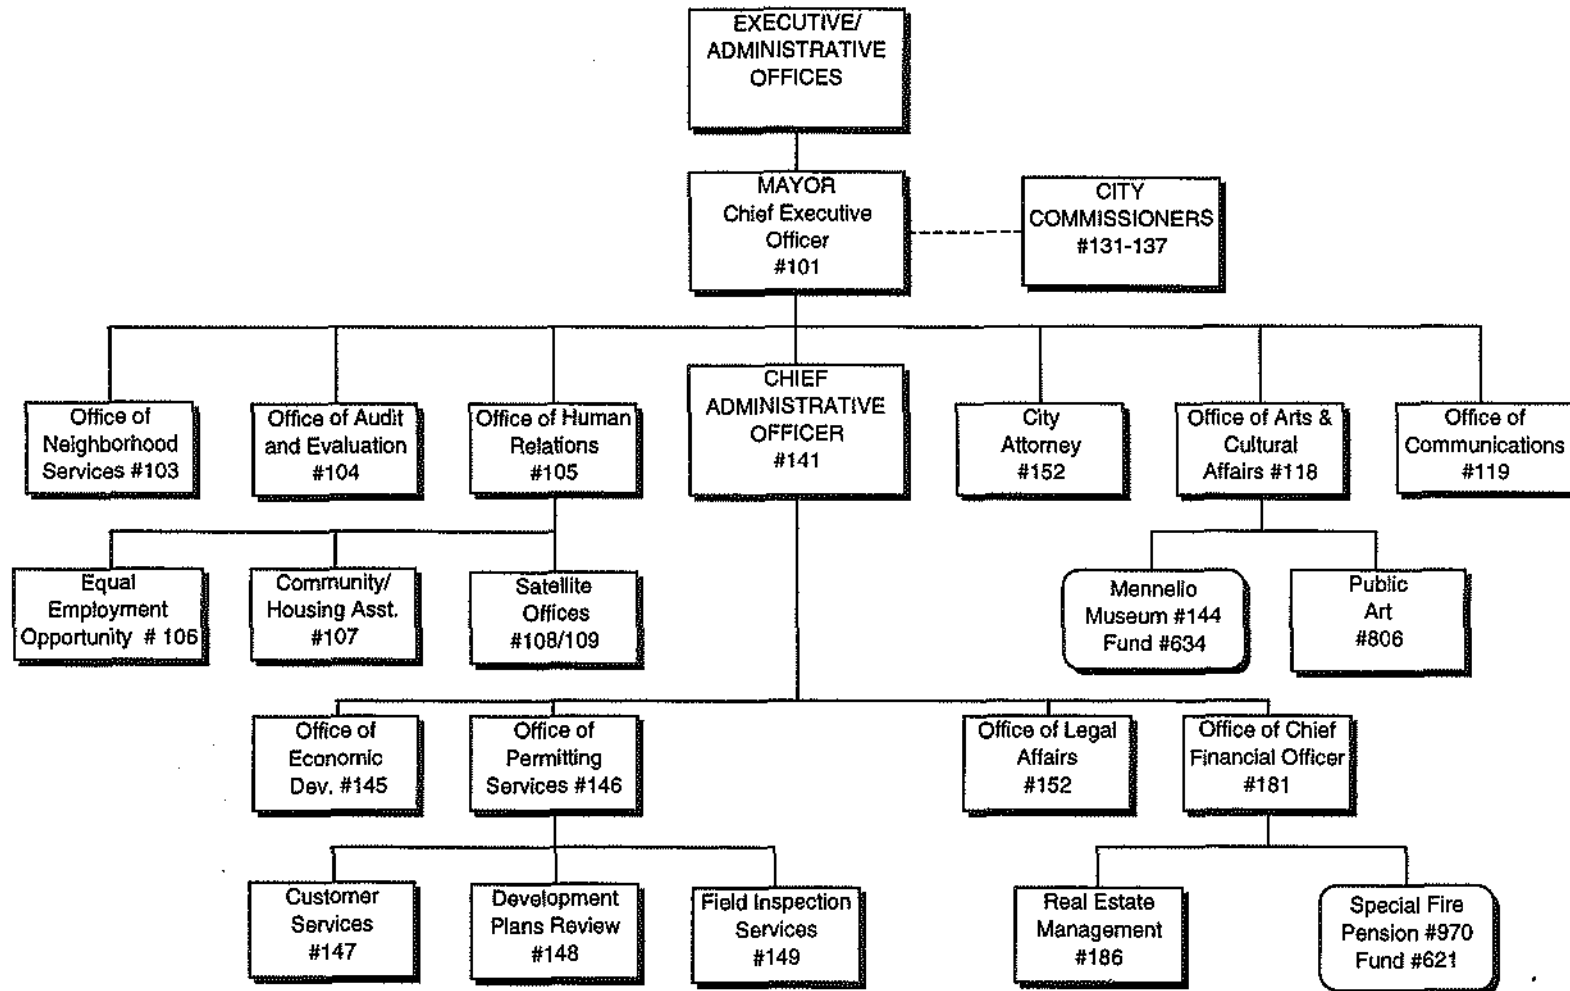 EXECUTIVE/
ADMINISTRATIVE
OFFICES
MAYOR
Chief Executive
Officer
#101
CITY
COMMISSIONERS
#131-137
Office of
Neighborhood
Services #103
Office of Audit
and Evaluation
#104
Office of Human
Relations
#105
CHIEF
ADMINISTRATIVE
OFFICER
#141
City
Attorney
#152
Office of Arts &
Cultural
Affairs #118
Office of
Communications
#119
Equal
Employment
Opportunity # 106
Community/
Housing Asst.
#107
Satellite
Offices
#108/109
Mennello
Museum #144
Fund #634
Public
Art
#806
Office of
Economic
Dev. #145
Office of
Permitting
Services #146
Office of Legal
Affairs
#152
Office of Chief
Financial Officer
#181
Customer
Services
#147
Development
Plans Review
#148
Field Inspection
Services
#149
Real Estate
Management
#186
Special Fire
Pension #970
Fund #621